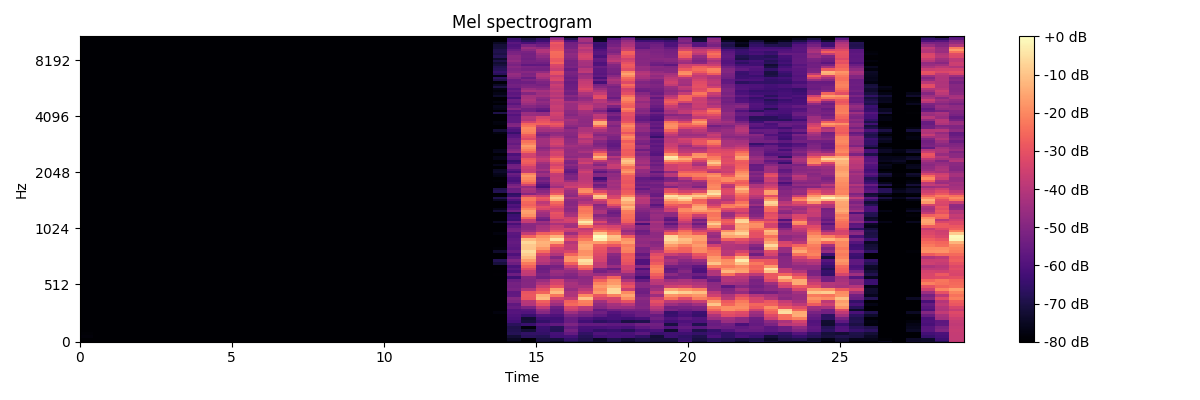 Mel spectrogram
8192
4096
2048
1024
512
0
Hz
0 5 10 15 20 25
Time
+0 dB
-10 dB
-20 dB
-30 dB
-40 dB
-50 dB
-60 dB
-70 dB
-80 dB